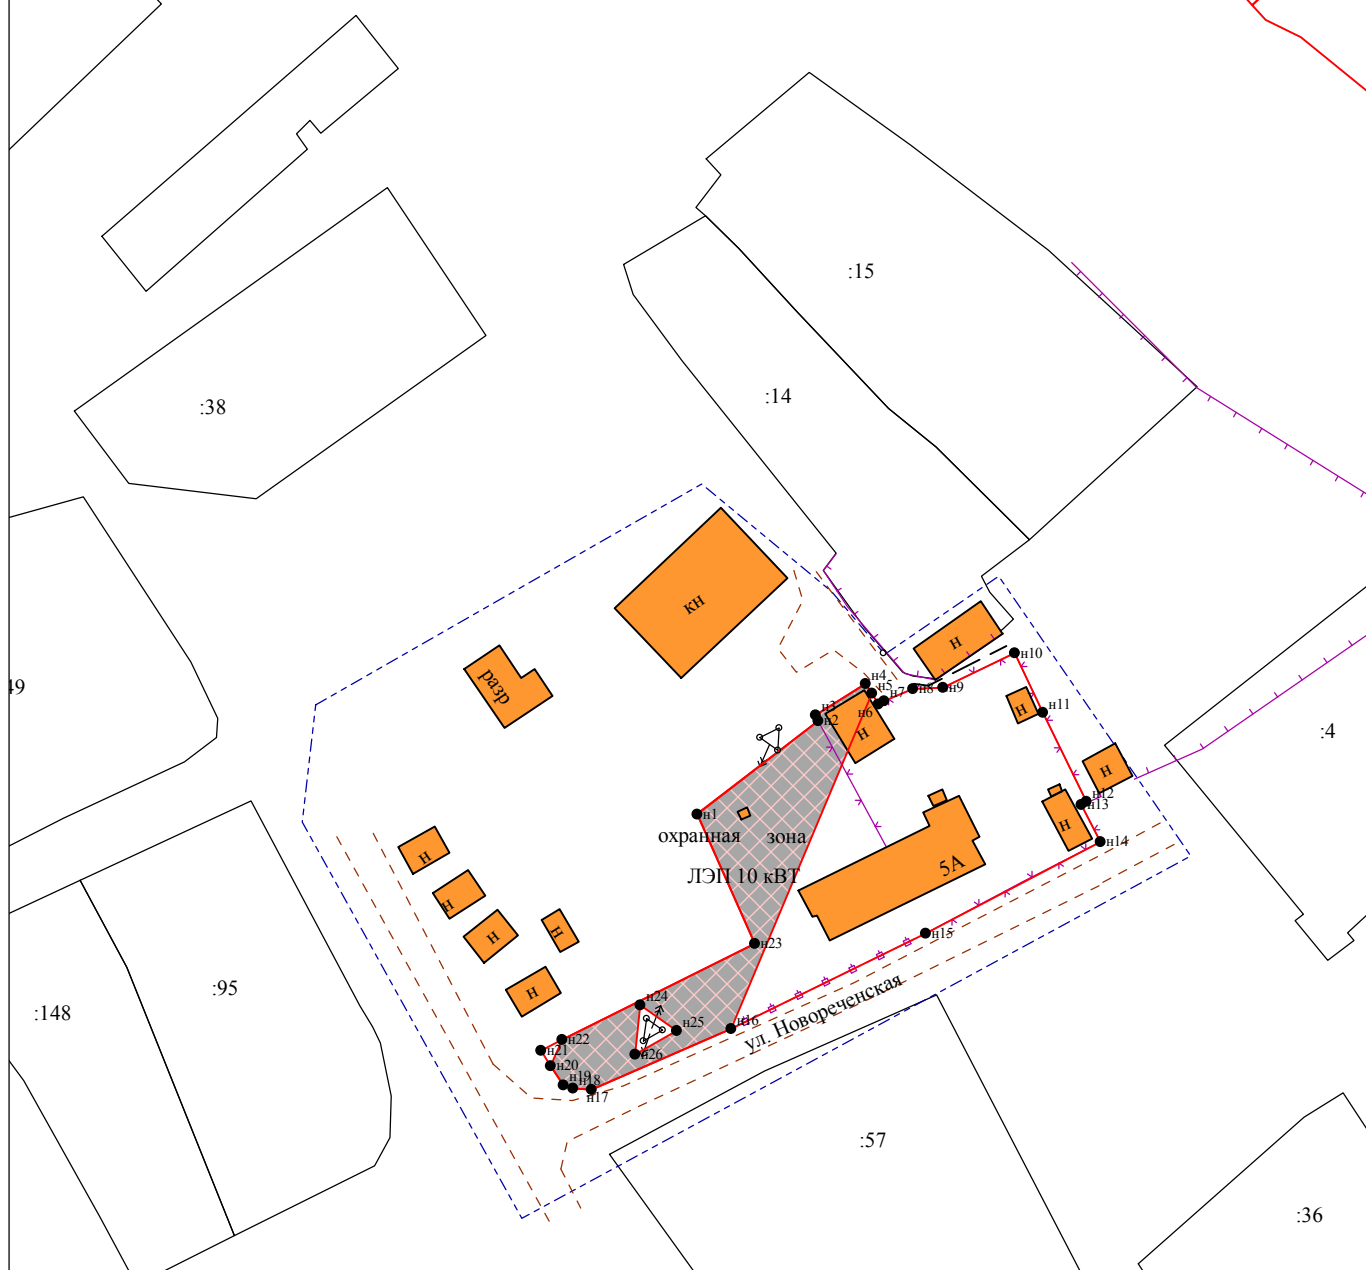 :15
:14
:38
кн
н
разр
49
н4
н5
н10
н3
н2
н6
н7
н8
н9
н
н
н11
:4
н
н12
н13
н
н14
н1
охранная зона
ЛЭП 10 кВТ
5А
н
н
н
н
н
н23
н15
:95
:148
н24
н25
н26
н16
ул. Новореченская
н22
н21
н20
н19
н18
н17
:57
:36